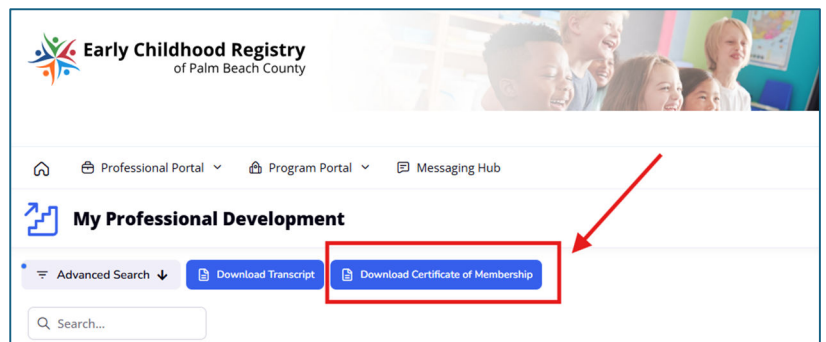 Early Childhood Registry
of Palm Beach County
Professional Portal Program Portal Messaging Hub
My Professional Development
Advanced Search Download Transcript Download Certificate of Membership
Search...